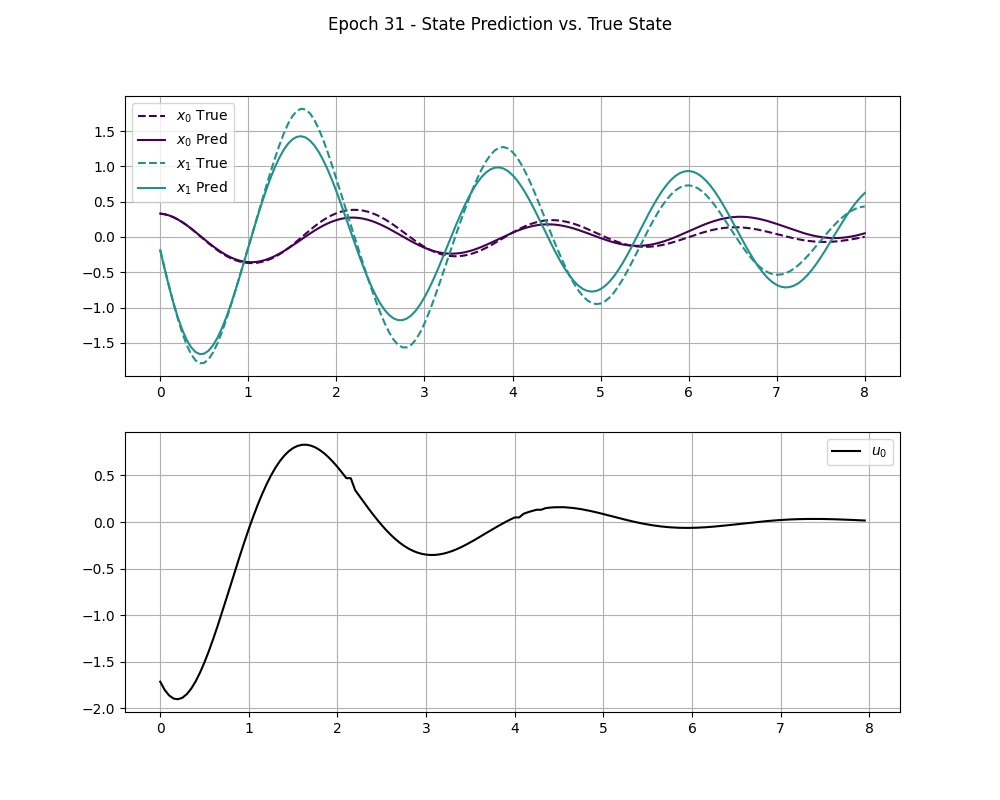 Epoch 31 - State Prediction vs. True State
x₀ True
x₀ Pred
x₁ True
x₁ Pred
1.5
1.0
0.5
0.0
−0.5
−1.0
−1.5
0 1 2 3 4 5 6 7 8
u₀
0.5
0.0
−0.5
−1.0
−1.5
−2.0
0 1 2 3 4 5 6 7 8